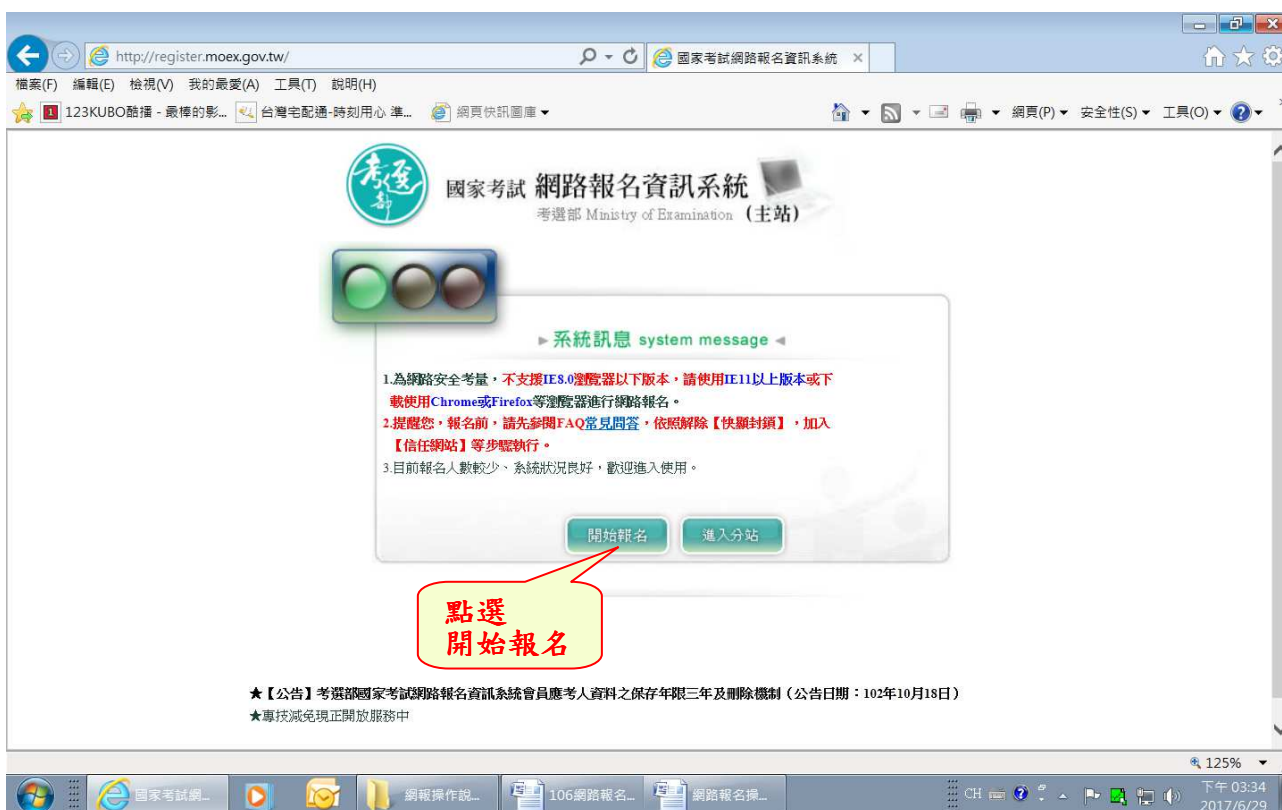 http://register.moex.gov.tw/
國家考試網路報名資訊系統
檔案(F) 編輯(E) 檢視(V) 我的最愛(A) 工具(T) 說明(H)
123KUBO酷播 - 最棒的影... 台灣宅配通-時刻用心 準... 網頁快訊圖庫
網頁(P) 安全性(S) 工具(O)
考選部
國家考試 網路報名資訊系統
考選部 Ministry of Examination (主站)
系統訊息 system message
1.為網路安全考量，不支援IE8.0瀏覽器以下版本，請使用IE11以上版本或下
載使用Chrome或Firefox等瀏覽器進行網路報名。
2.提醒您，報名前，請先參閱FAQ常見問答，依照解除【快顯封鎖】，加入
【信任網站】等步驟執行。
3.目前報名人數較少、系統狀況良好，歡迎進入使用。
開始報名 進入分站
點選
開始報名
★【公告】考選部國家考試網路報名資訊系統會員應考人資料之保存年限三年及刪除機制（公告日期：102年10月18日）
★專技減免現正開放服務中
125%
國家考試網... 網報操作說... 106網路報名... 網路報名操...
CH 下午 03:34
2017/6/29